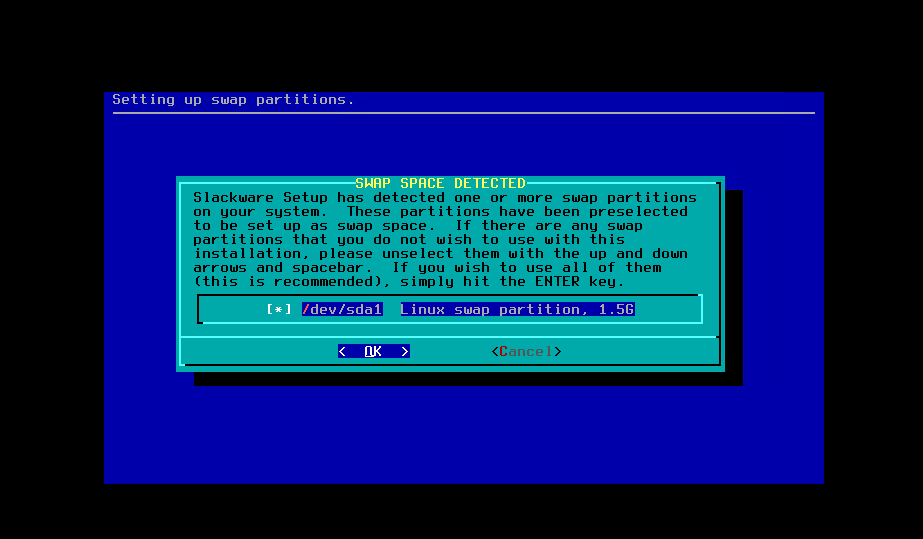 Setting up swap partitions.
SWAP SPACE DETECTED
Slackware Setup has detected one or more swap partitions
on your system.  These partitions have been preselected
to be set up as swap space.  If there are any swap
partitions that you do not wish to use with this
installation, please unselect them with the up and down
arrows and spacebar.  If you wish to use all of them
(this is recommended), simply hit the ENTER key.
[*] /dev/sda1  Linux swap partition, 1.5G
<  OK  > <Cancel>